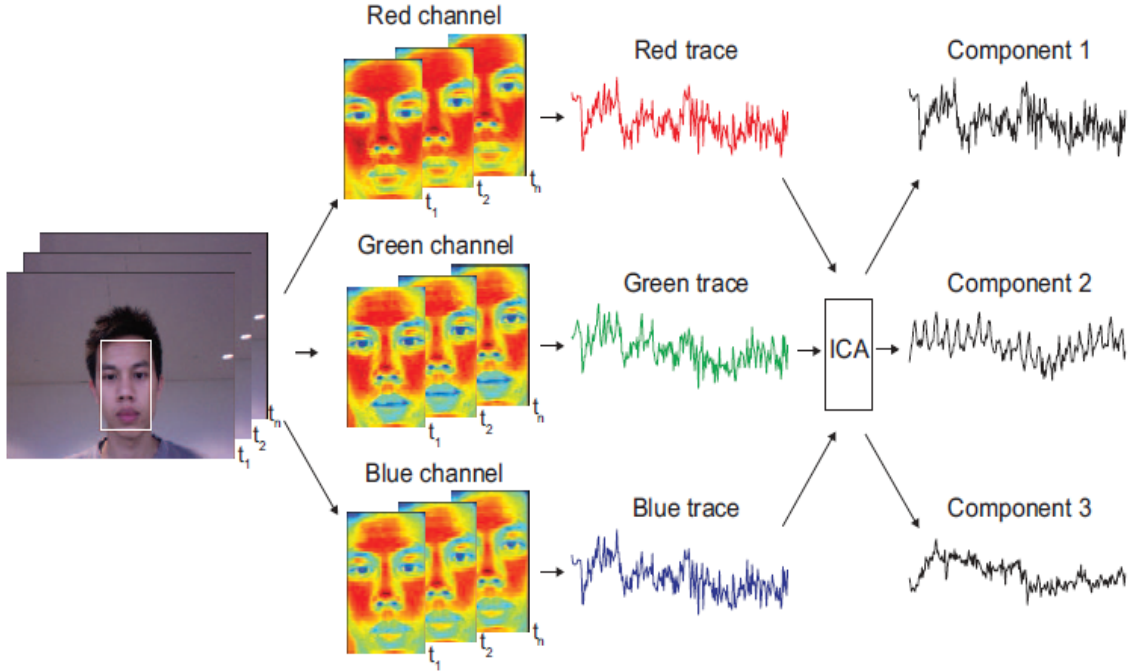 Red channel
t1
t2
tn
Red trace
Component 1
t1
t2
tn
Green channel
t1
t2
tn
Green trace
ICA
Component 2
Blue channel
t1
t2
tn
Blue trace
Component 3